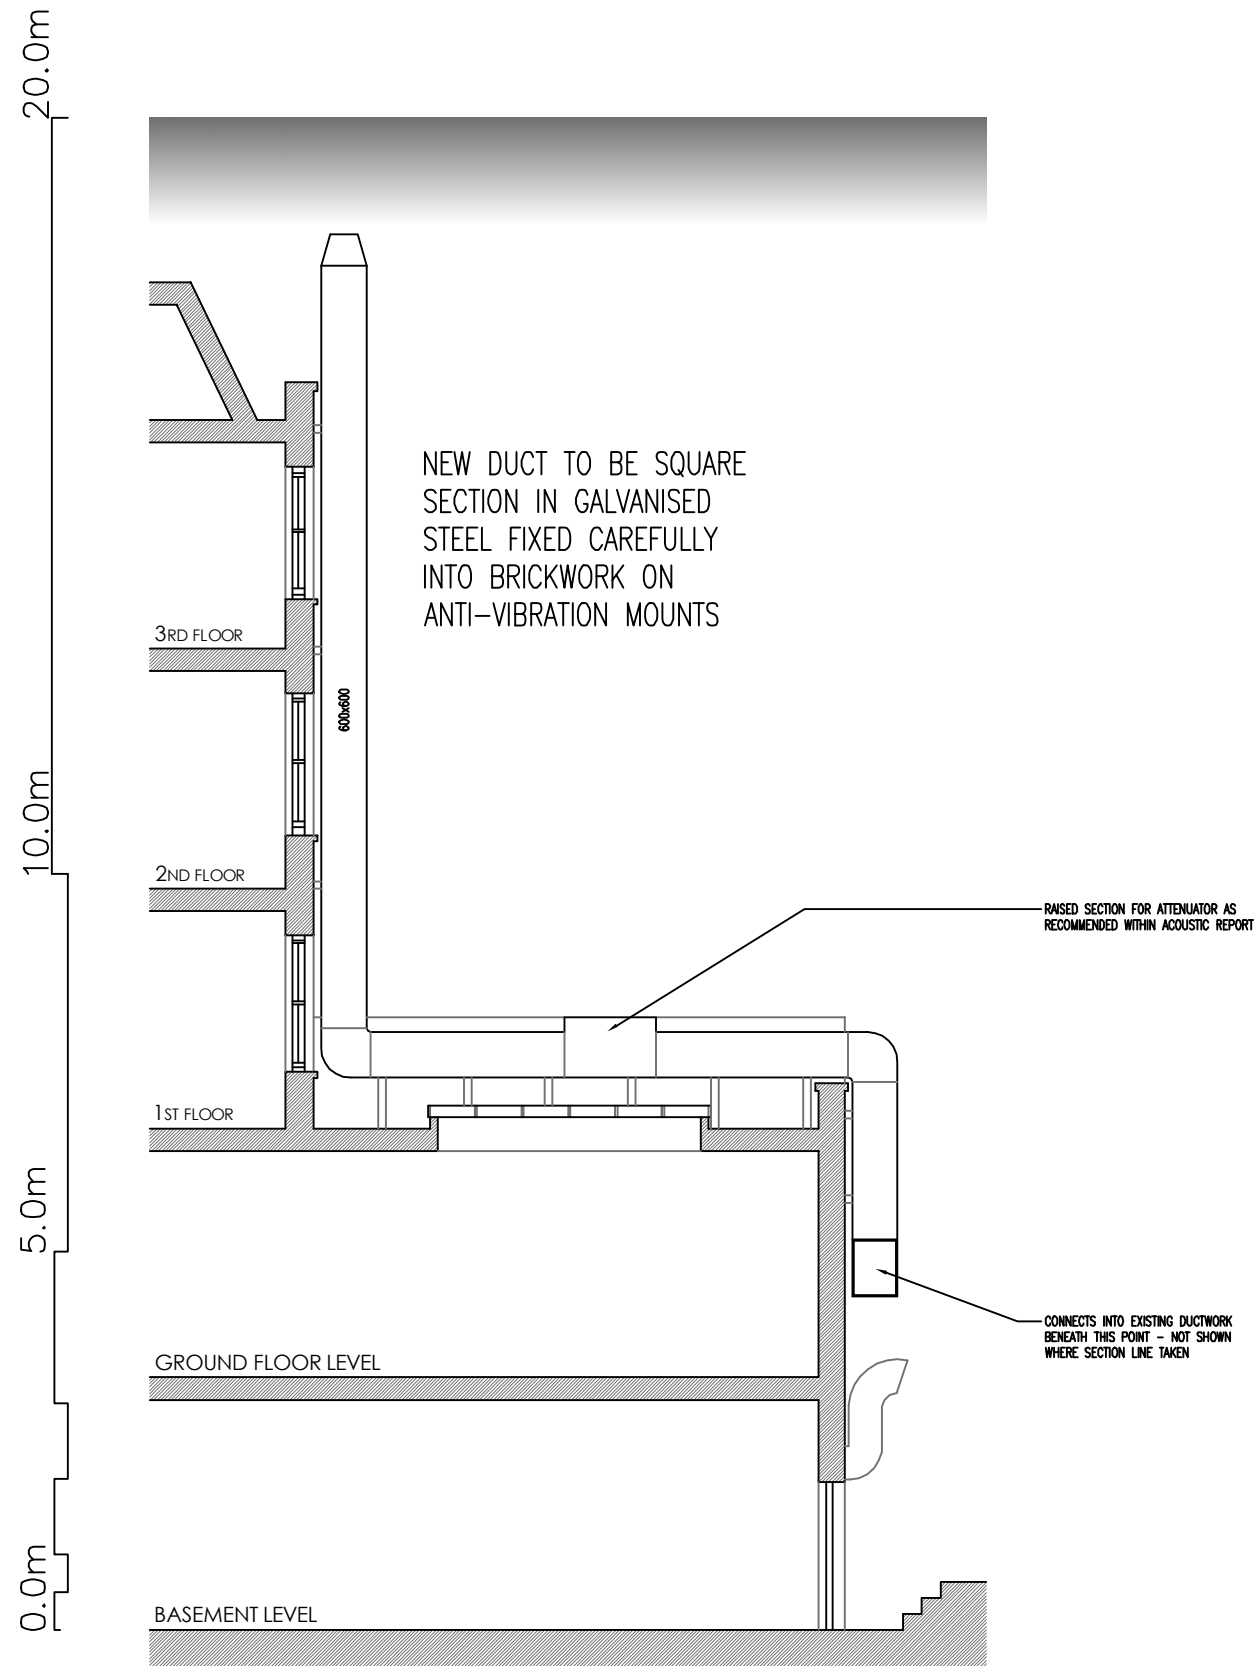 20.0m
NEW DUCT TO BE SQUARE
SECTION IN GALVANISED
STEEL FIXED CAREFULLY
INTO BRICKWORK ON
ANTI-VIBRATION MOUNTS
3RD FLOOR
600x600
10.0m
2ND FLOOR
RAISED SECTION FOR ATTENUATOR AS
RECOMMENDED WITHIN ACOUSTIC REPORT
1ST FLOOR
5.0m
CONNECTS INTO EXISTING DUCTWORK
BENEATH THIS POINT - NOT SHOWN
WHERE SECTION LINE TAKEN
GROUND FLOOR LEVEL
0.0m
BASEMENT LEVEL